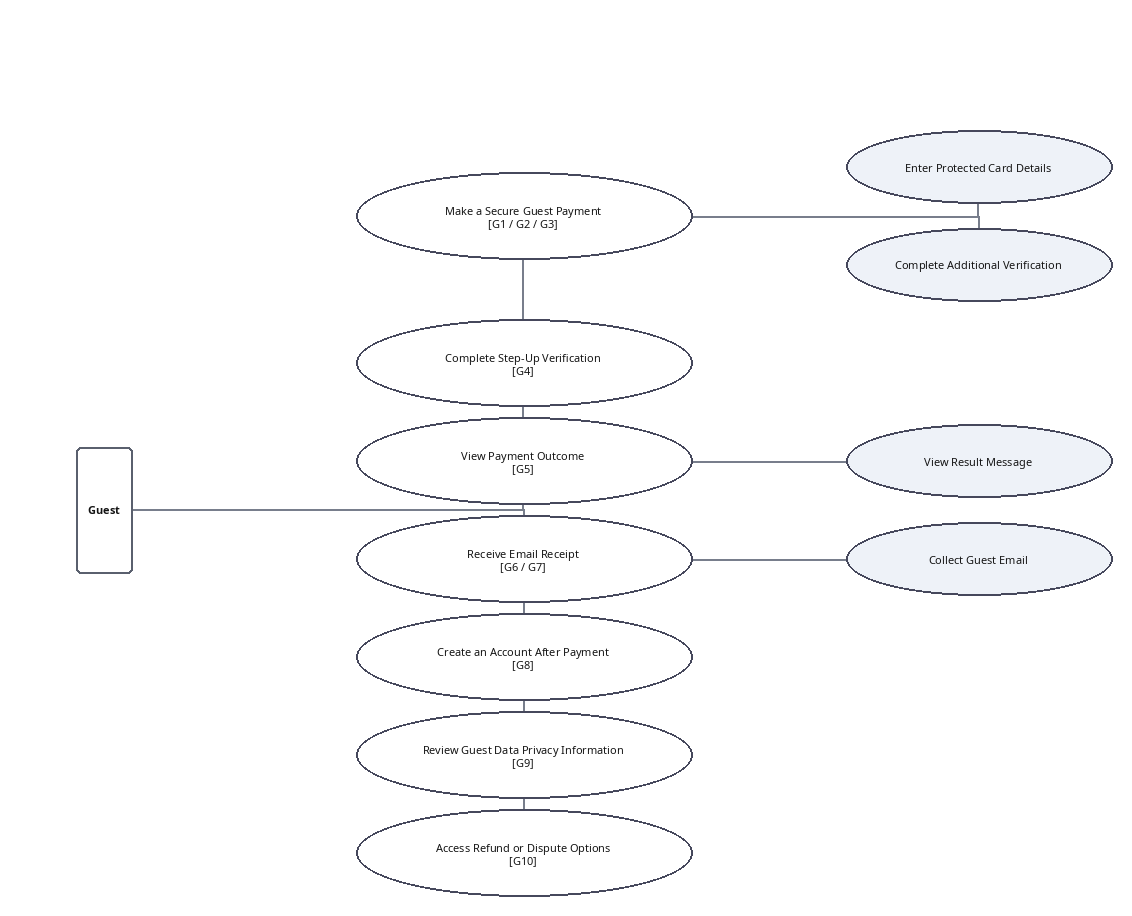 Enter Protected Card Details
Make a Secure Guest Payment
[G1 / G2 / G3]
Complete Additional Verification
Complete Step-Up Verification
[G4]
View Payment Outcome
[G5]
View Result Message
Guest
Receive Email Receipt
[G6 / G7]
Collect Guest Email
Create an Account After Payment
[G8]
Review Guest Data Privacy Information
[G9]
Access Refund or Dispute Options
[G10]